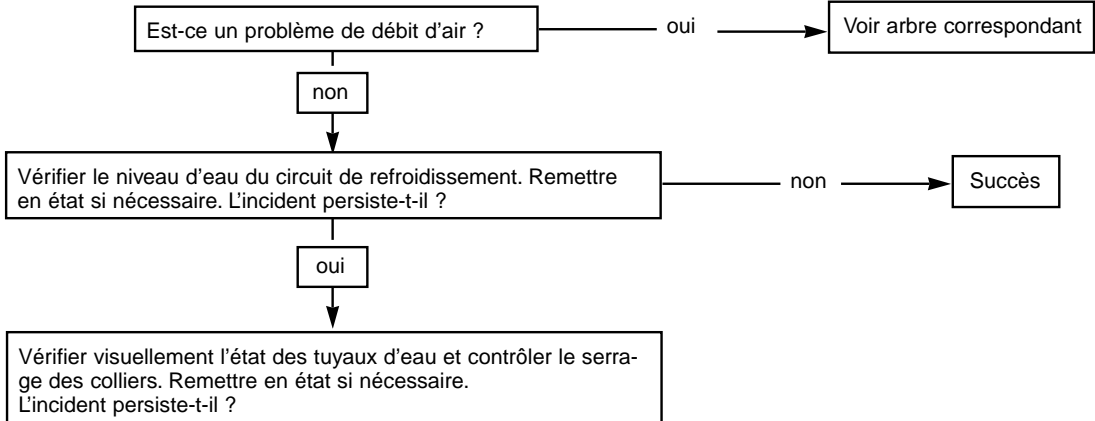 Est-ce un problème de débit d'air ?
oui
Voir arbre correspondant
non
Vérifier le niveau d'eau du circuit de refroidissement. Remettre
en état si nécessaire. L'incident persiste-t-il ?
non
Succès
oui
Vérifier visuellement l'état des tuyaux d'eau et contrôler le serra-
ge des colliers. Remettre en état si nécessaire.
L'incident persiste-t-il ?